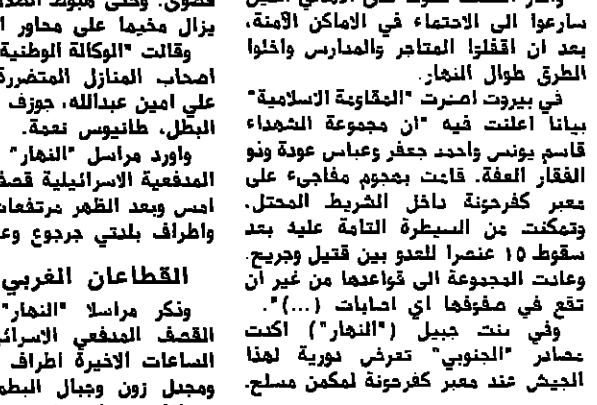 سارعوا الى الاحتماء في الاماكن الآمنة،
بعد ان اقفلوا المتاجر والمدارس واخلوا
الطرق طوال النهار.
في بيروت اصدرت "المقاومة الاسلامية"
بيانا اعلنت فيه "ان مجموعة الشهداء
قاسم يونس واحمد جعفر وعباس عودة وذو
الفقار العفة، قامت بهجوم مفاجىء على
معبر كفرحونة داخل الشريط المحتل،
وتمكنت من السيطرة التامة عليه بعد
سقوط ١٥ عنصرا للعدو بين قتيل وجريح.
وعادت المجموعة الى قواعدها من غير ان
تقع في صفوفها اي اصابات (...)".
وفي بنت جبيل ("النهار") اكدت
مصادر "الجنوبي" تعرض دورية لهذا
الجيش عند معبر كفرحونة لمكمن مسلح.
يزال مخيما على محاور
وقالت "الوكالة الوطنية
اصحاب المنازل المتضررة
علي امين عبدالله، جوزف
البطل، طانيوس نعمة.
واورد مراسل "النهار"
المدفعية الاسرائيلية
امس وبعد الظهر مرتفعات
واطراف بلدتي جرجوع
القطاعان الغربي
وذكر مراسلا "النهار"
القصف المدفعي
الساعات الاخيرة اطراف
ومجدل زون وجبال